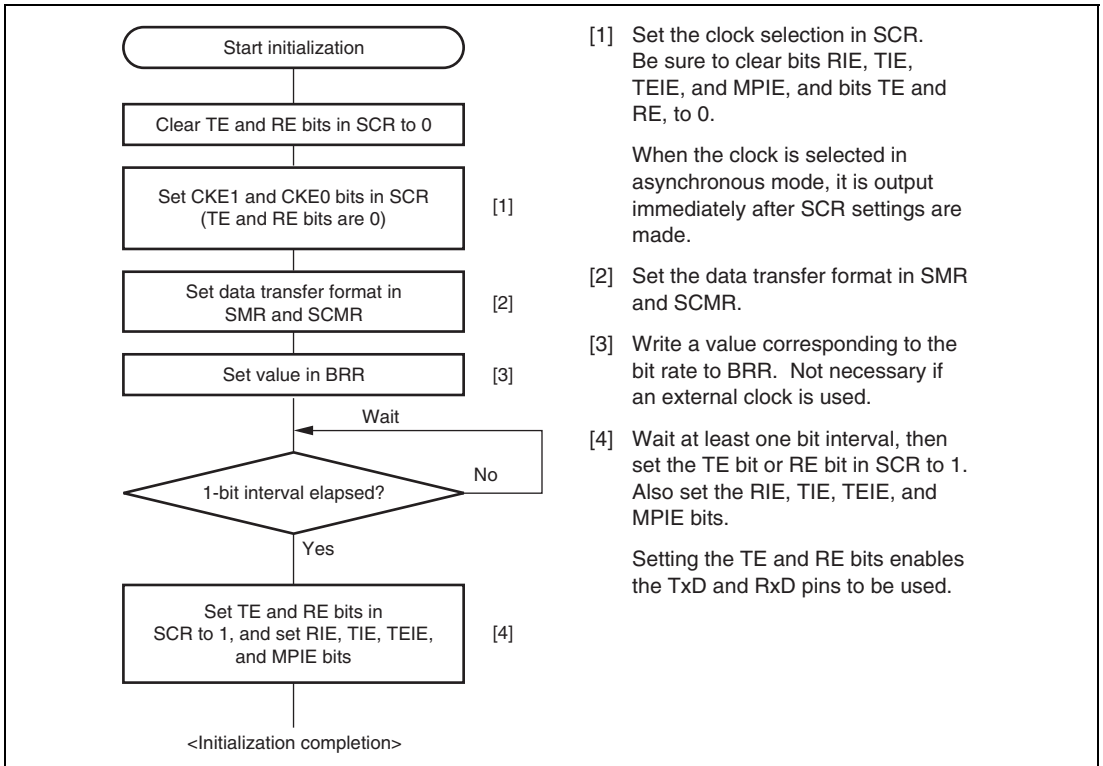 Start initialization
Clear TE and RE bits in SCR to 0
Set CKE1 and CKE0 bits in SCR
(TE and RE bits are 0)
[1]
Set data transfer format in
SMR and SCMR
[2]
Set value in BRR
[3]
Wait
1-bit interval elapsed?
No
Yes
Set TE and RE bits in
SCR to 1, and set RIE, TIE, TEIE,
and MPIE bits
[4]
<Initialization completion>
[1] Set the clock selection in SCR.
Be sure to clear bits RIE, TIE,
TEIE, and MPIE, and bits TE and
RE, to 0.
When the clock is selected in
asynchronous mode, it is output
immediately after SCR settings are
made.
[2] Set the data transfer format in SMR
and SCMR.
[3] Write a value corresponding to the
bit rate to BRR. Not necessary if
an external clock is used.
[4] Wait at least one bit interval, then
set the TE bit or RE bit in SCR to 1.
Also set the RIE, TIE, TEIE, and
MPIE bits.
Setting the TE and RE bits enables
the TxD and RxD pins to be used.